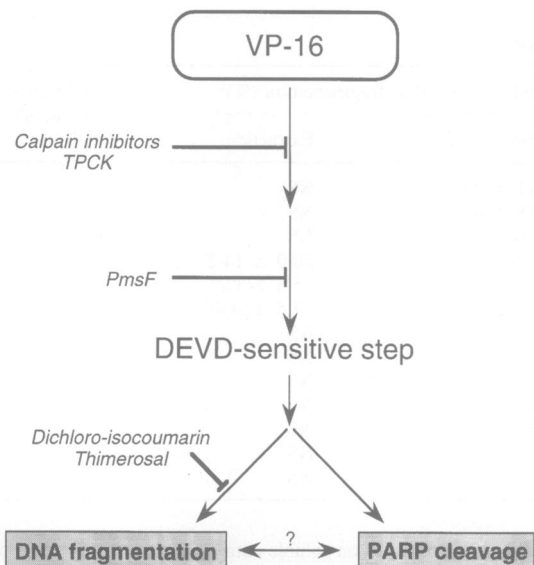 VP-16
Calpain inhibitors
TPCK
PmsF
DEVD-sensitive step
Dichloro-isocoumarin
Thimerosal
DNA fragmentation
?
PARP cleavage